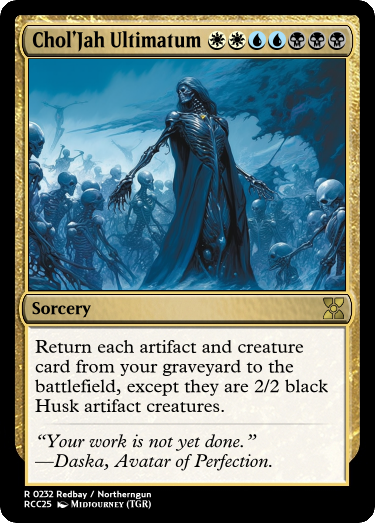 Chol'Jah Ultimatum
Sorcery
Return each artifact and creature
card from your graveyard to the
battlefield, except they are 2/2 black
Husk artifact creatures.
“Your work is not yet done.”
—Daska, Avatar of Perfection.
R 0232 Redbay / Northerngun
RCC25 Midjourney (TGR)